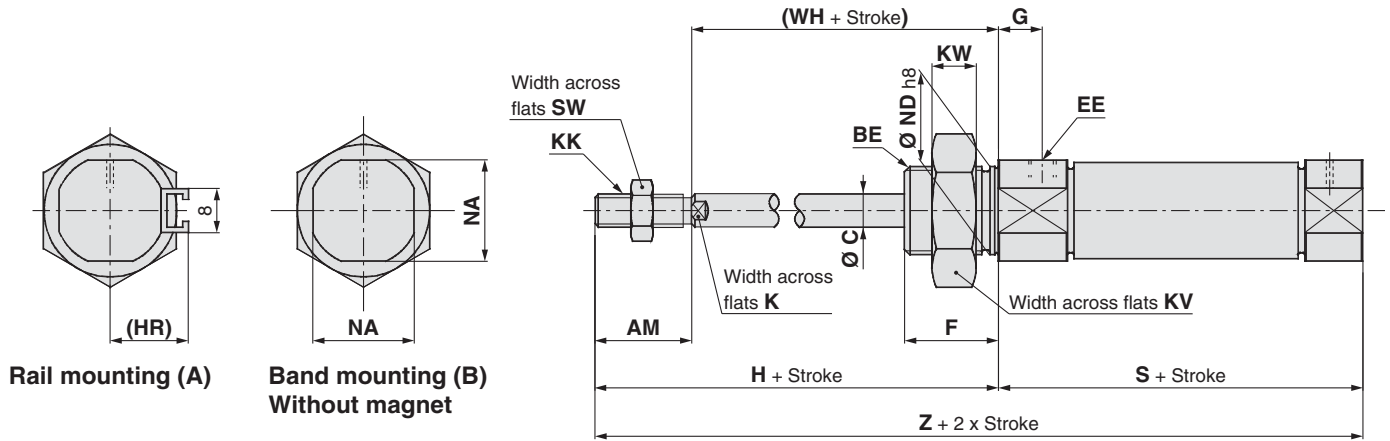 (WH + Stroke)
G
KW
Ø ND h8
EE
Width across
flats SW
KK
BE
8
NA
NA
(HR)
Ø C
Width across
flats K
Width across flats KV
AM
F
Rail mounting (A)
Band mounting (B)
Without magnet
H + Stroke
S + Stroke
Z + 2 x Stroke